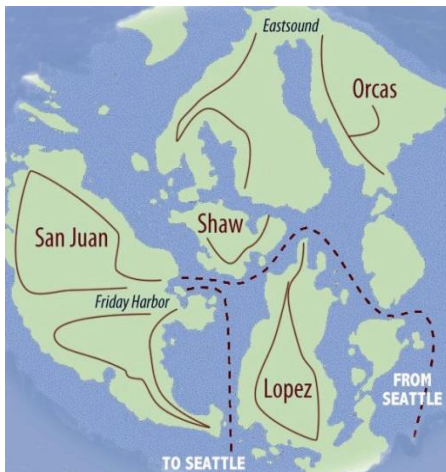 Eastsound
Orcas
Shaw
San Juan
Friday Harbor
Lopez
FROM
SEATTLE
TO SEATTLE